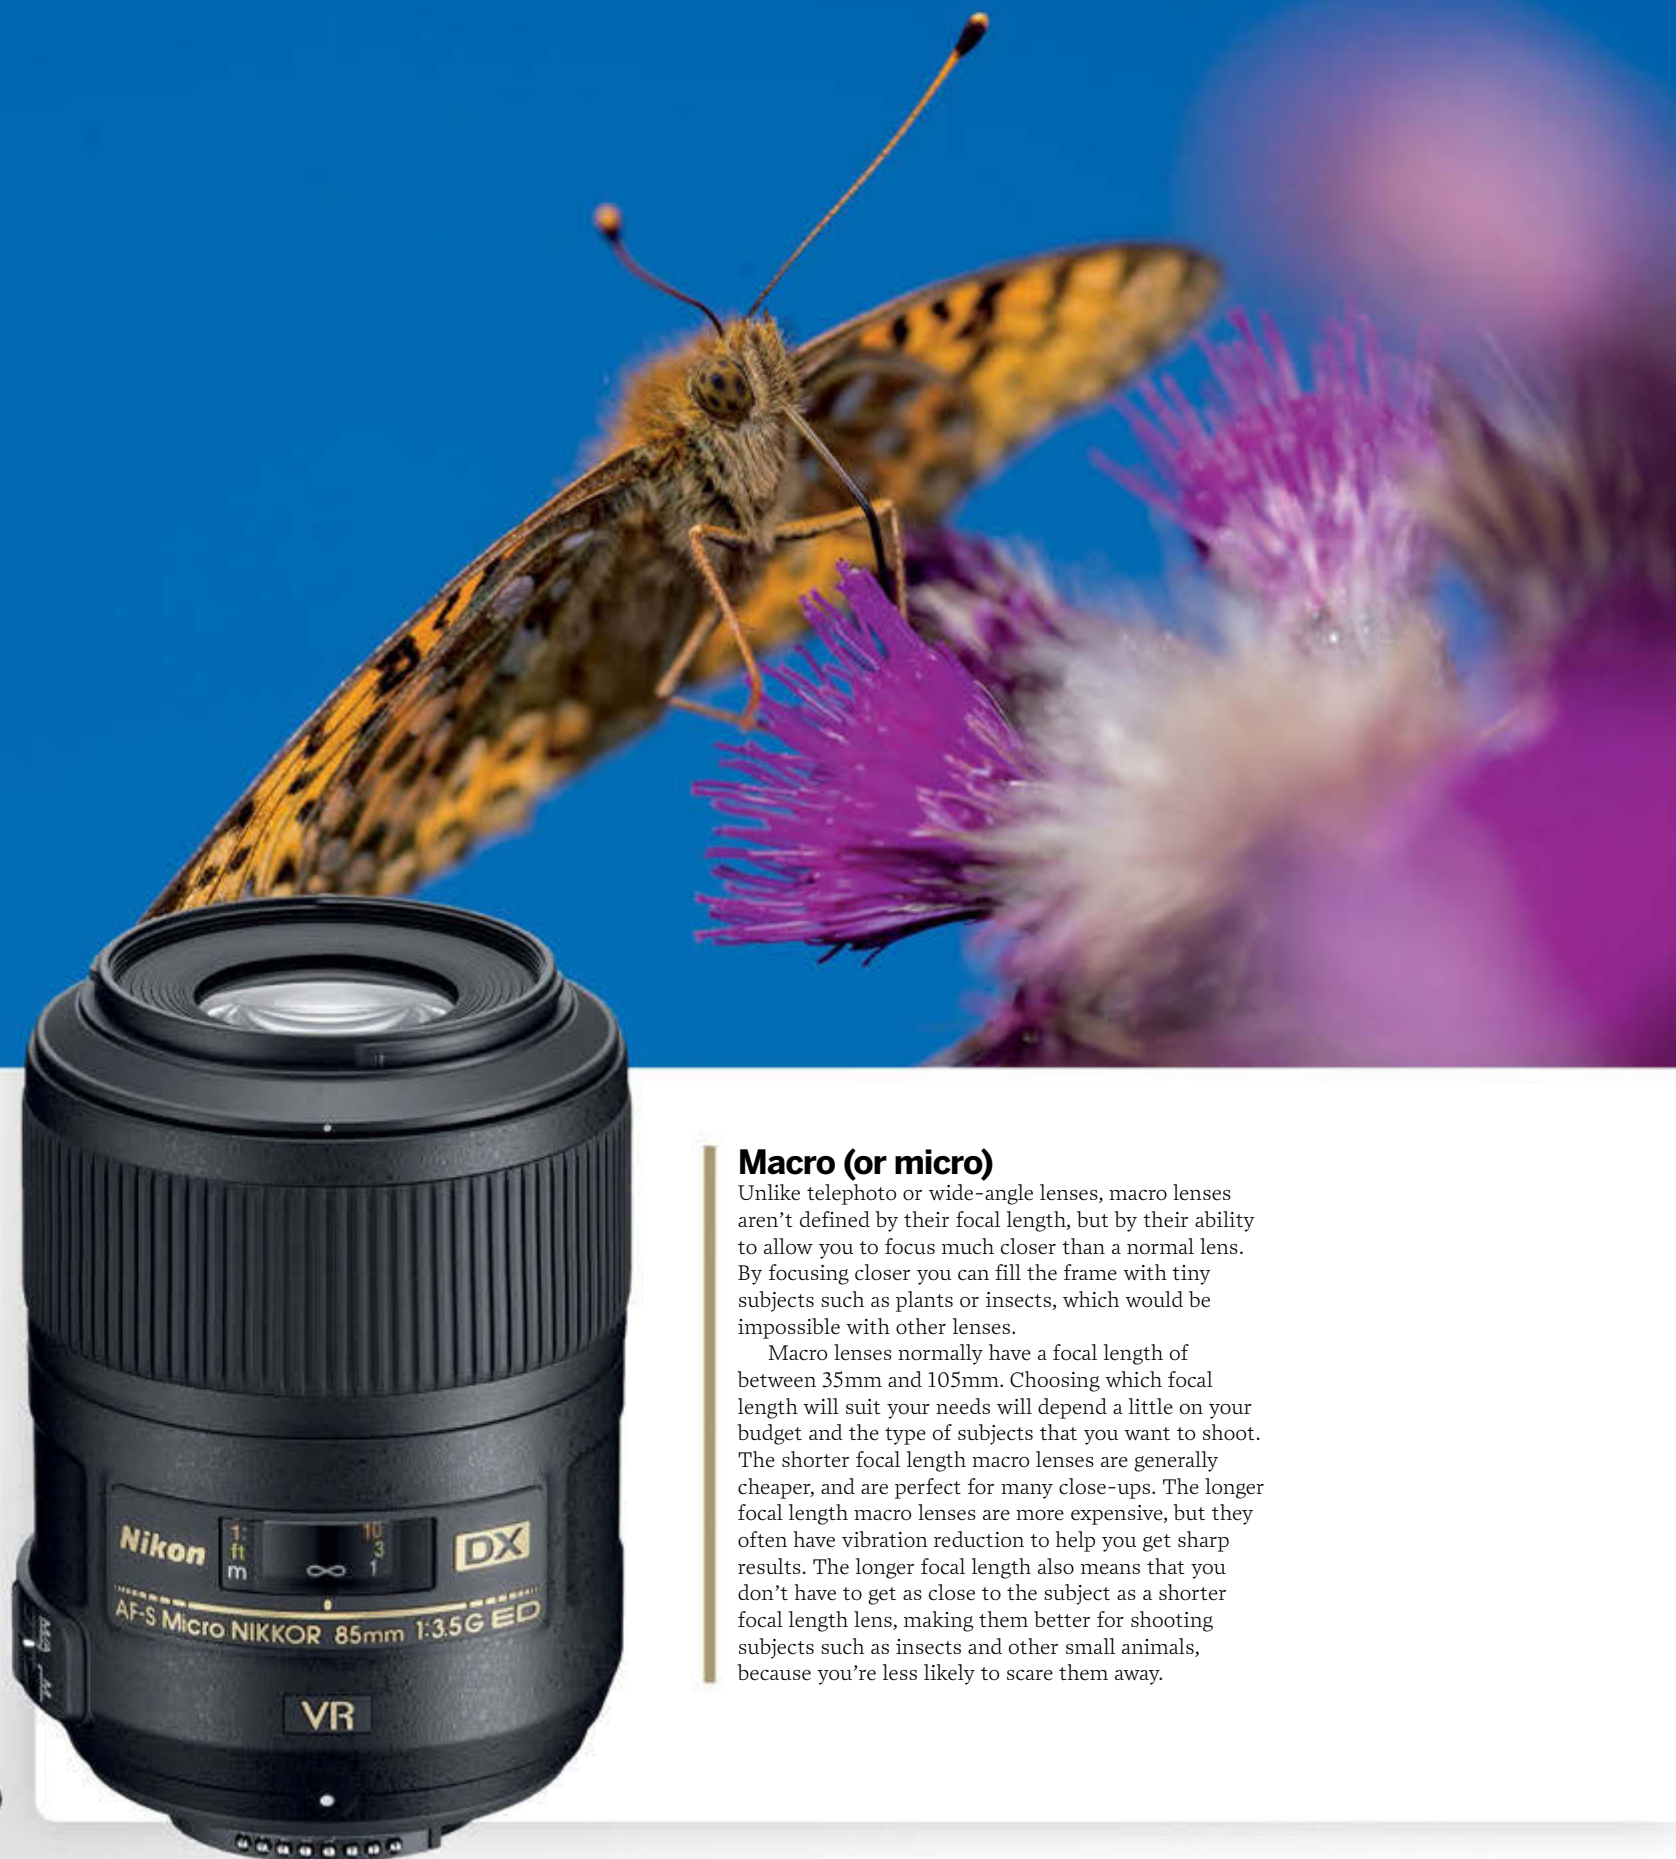 Macro (or micro)
Unlike telephoto or wide-angle lenses, macro lenses
aren't defined by their focal length, but by their ability
to allow you to focus much closer than a normal lens.
By focusing closer you can fill the frame with tiny
subjects such as plants or insects, which would be
impossible with other lenses.
Macro lenses normally have a focal length of
between 35mm and 105mm. Choosing which focal
length will suit your needs will depend a little on your
budget and the type of subjects that you want to shoot.
The shorter focal length macro lenses are generally
cheaper, and are perfect for many close-ups. The longer
focal length macro lenses are more expensive, but they
often have vibration reduction to help you get sharp
results. The longer focal length also means that you
don't have to get as close to the subject as a shorter
focal length lens, making them better for shooting
subjects such as insects and other small animals,
because you're less likely to scare them away.
Nikon
1: 10
ft 3
m ∞ 1
DX
AF-S Micro NIKKOR 85mm 1:3.5G ED
M/A
M
VR